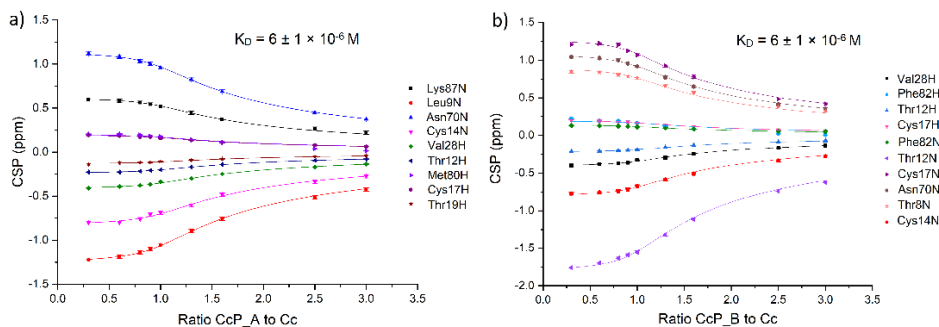 a)
K_D = 6 ± 1 × 10^-6 M
CSP (ppm)
1.5
1.0
0.5
0.0
-0.5
-1.0
-1.5
0.0 0.5 1.0 1.5 2.0 2.5 3.0
Ratio CcP_A to Cc
Lys87N
Leu9N
Asn70N
Cys14N
Val28H
Thr12H
Met80H
Cys17H
Thr19H
b)
K_D = 6 ± 1 × 10^-6 M
CSP (ppm)
1.5
1.0
0.5
0.0
-0.5
-1.0
-1.5
-2.0
0.0 0.5 1.0 1.5 2.0 2.5 3.0
Ratio CcP_B to Cc
Val28H
Phe82H
Thr12H
Cys17H
Phe82N
Thr12N
Cys17N
Asn70N
Thr8N
Cys14N